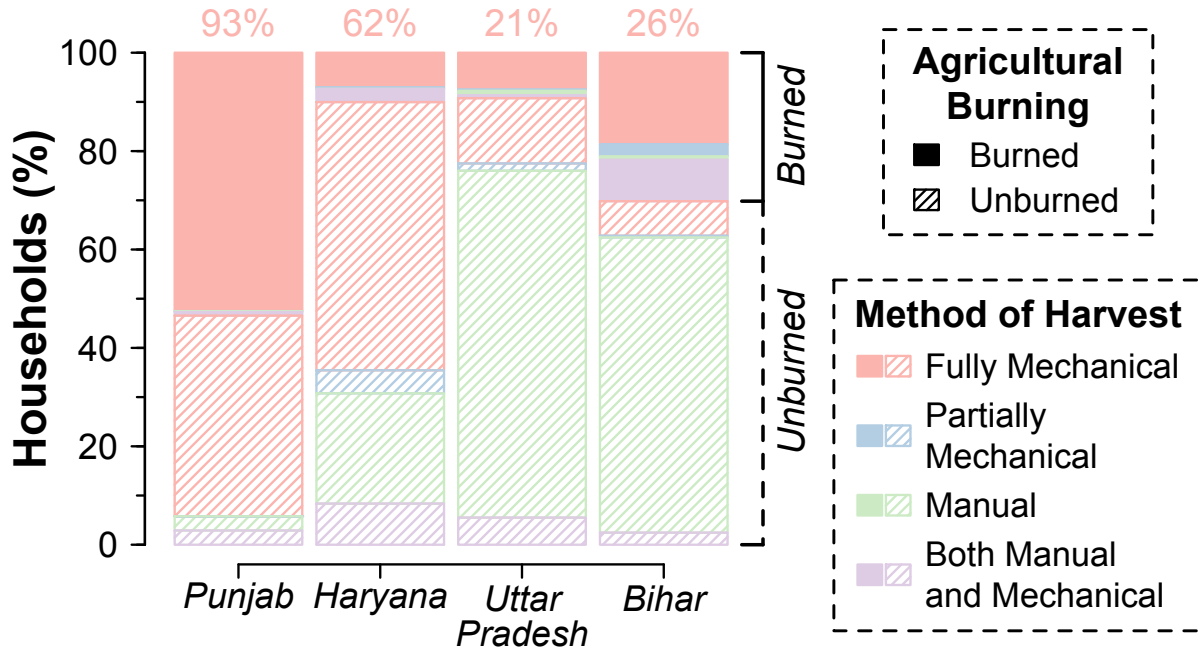 93% 62% 21% 26%
Households (%)
100
80
60
40
20
0
Punjab Haryana Uttar Pradesh Bihar
Burned
Unburned
Agricultural
Burning
Burned
Unburned
Method of Harvest
Fully Mechanical
Partially
Mechanical
Manual
Both Manual
and Mechanical